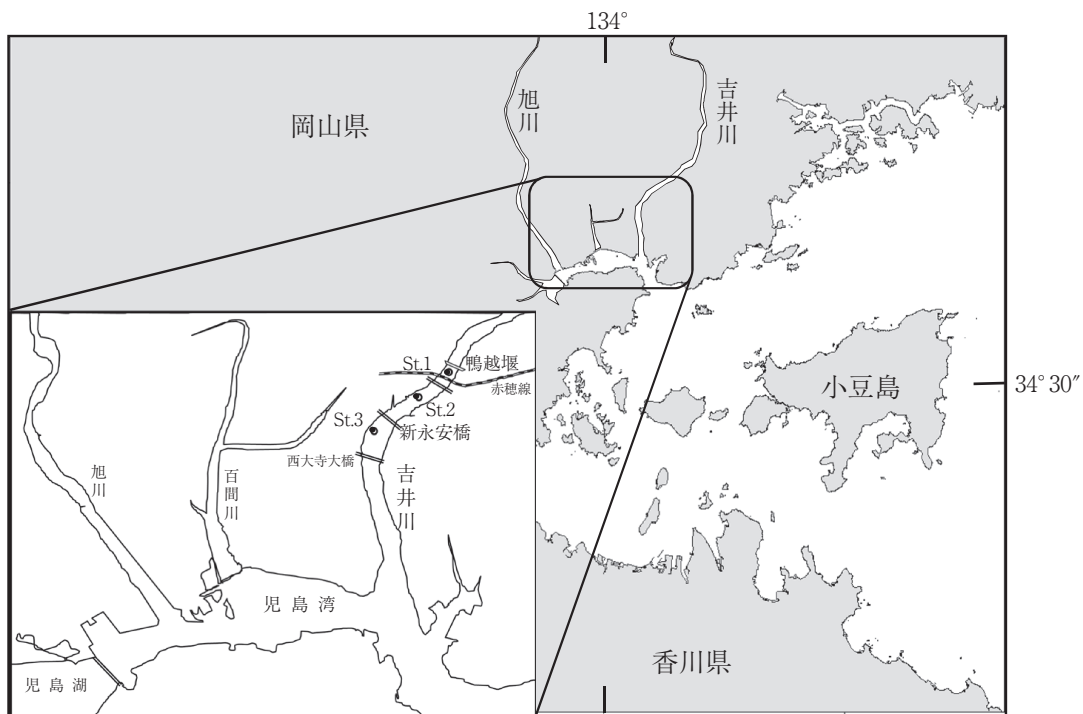 134°
岡山県
旭川
吉井川
小豆島
34° 30″
香川県
St.1
鴨越堰
赤穂線
St.2
St.3
新永安橋
西大寺大橋
吉井川
旭川
百間川
児島湾
児島湖